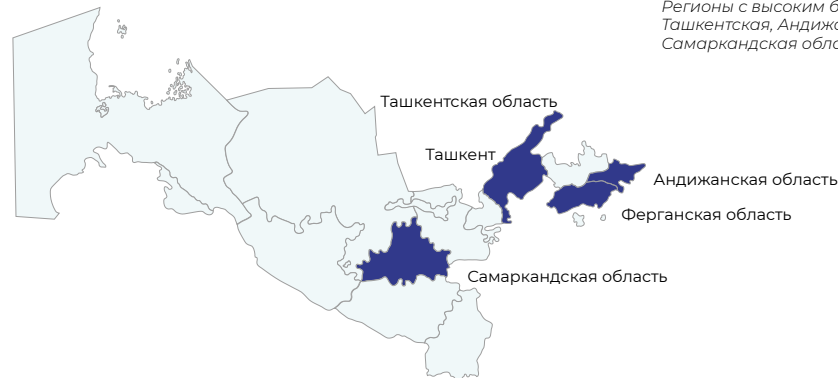 Регионы с высоким
Ташкентская,
Самаркандская
Ташкентская область
Ташкент
Андижанская область
Ферганская область
Самаркандская область